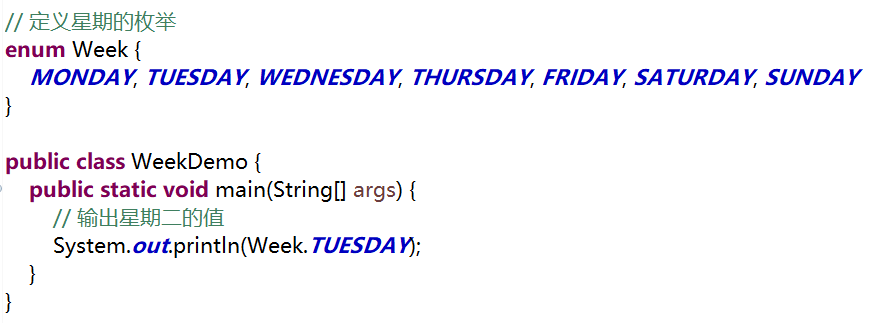 // 定义星期的枚举
enum Week {
MONDAY, TUESDAY, WEDNESDAY, THURSDAY, FRIDAY, SATURDAY, SUNDAY
}
public class WeekDemo {
public static void main(String[] args) {
// 输出星期二的值
System.out.println(Week.TUESDAY);
}
}